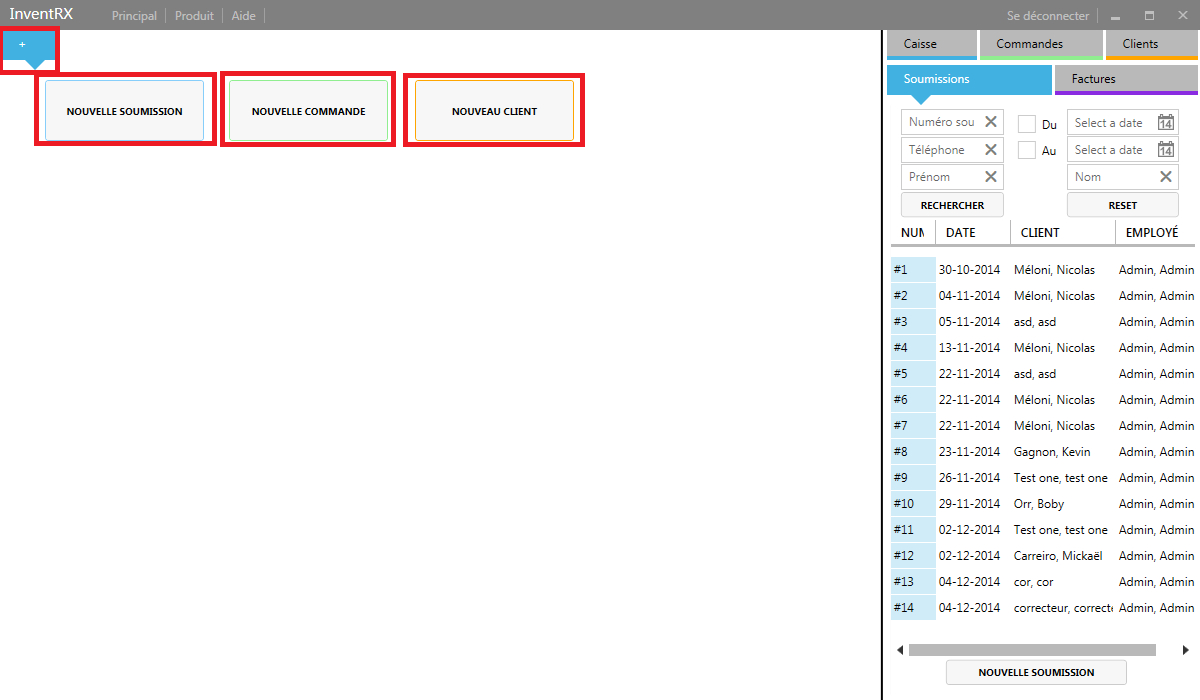 InventRX Principal Produit Aide Se déconnecter
+
NOUVELLE SOUMISSION NOUVELLE COMMANDE NOUVEAU CLIENT
Caisse Commandes Clients
Soumissions Factures
Numéro sou Du Select a date 14
Téléphone Au Select a date 14
Prénom Nom
RECHERCHER RESET
NUM DATE CLIENT EMPLOYÉ
#1 30-10-2014 Méloni, Nicolas Admin, Admin
#2 04-11-2014 Méloni, Nicolas Admin, Admin
#3 05-11-2014 asd, asd Admin, Admin
#4 13-11-2014 Méloni, Nicolas Admin, Admin
#5 22-11-2014 asd, asd Admin, Admin
#6 22-11-2014 Méloni, Nicolas Admin, Admin
#7 22-11-2014 Méloni, Nicolas Admin, Admin
#8 23-11-2014 Gagnon, Kevin Admin, Admin
#9 26-11-2014 Test one, test one Admin, Admin
#10 29-11-2014 Orr, Boby Admin, Admin
#11 02-12-2014 Test one, test one Admin, Admin
#12 02-12-2014 Carreiro, Mickaël Admin, Admin
#13 04-12-2014 cor, cor Admin, Admin
#14 04-12-2014 correcteur, correcte Admin, Admin
NOUVELLE SOUMISSION